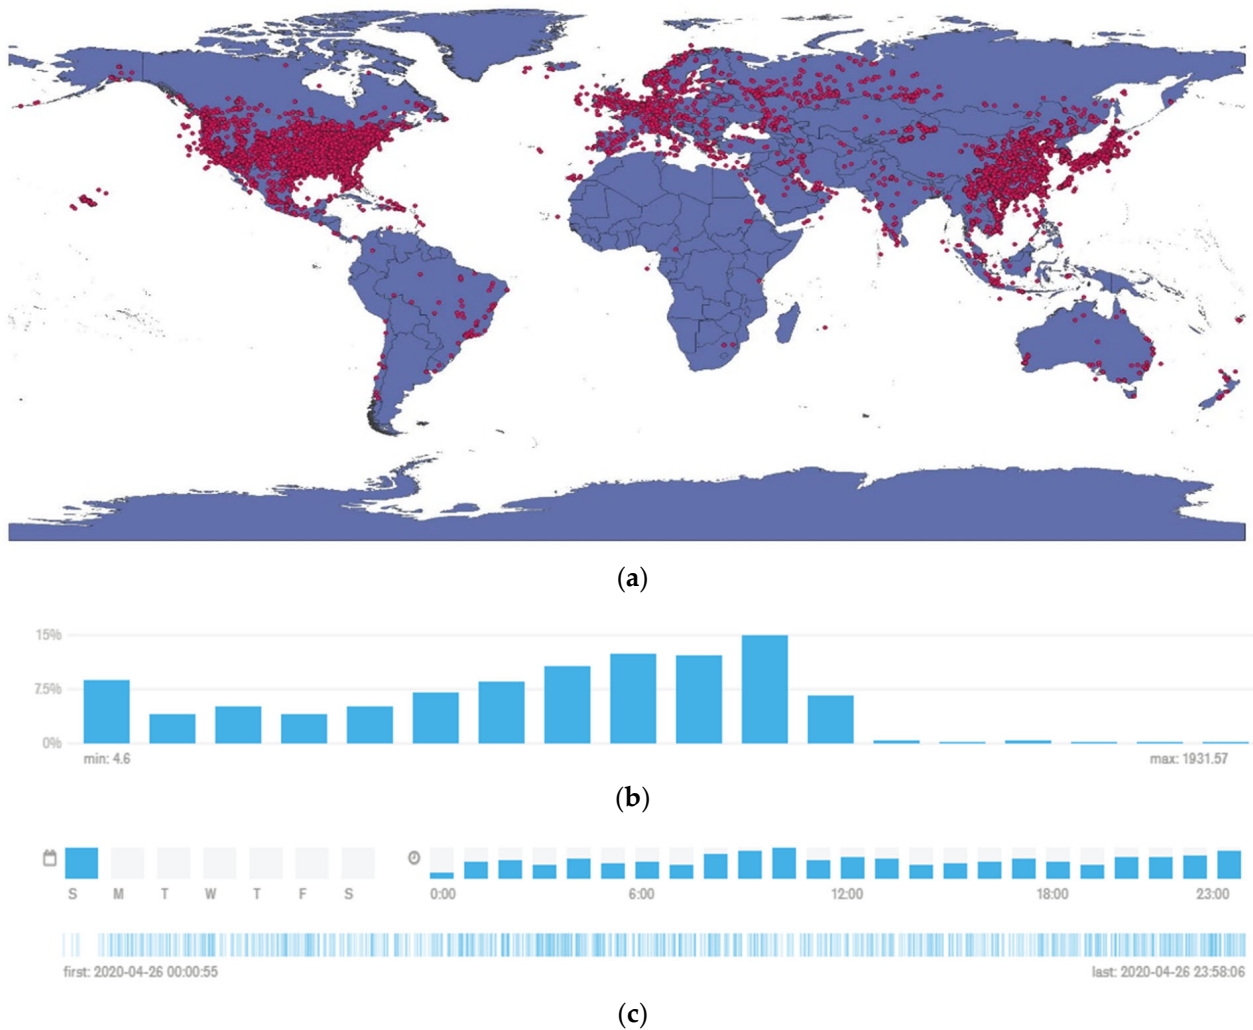 (a)
15%
7.5%
0%
min: 4.6 max: 1931.57
(b)
S M T W T F S 0:00 6:00 12:00 18:00 23:00
first: 2020-04-26 00:00:55 last: 2020-04-26 23:58:06
(c)